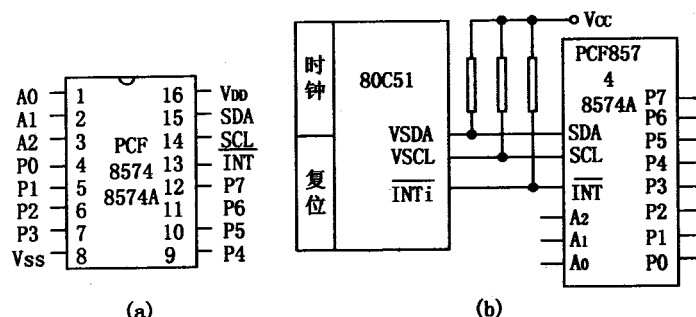 A0 1 16 VDD
A1 2 15 SDA
A2 3 PCF 14 SCL
P0 4 8574 13 INT
P1 5 8574A 12 P7
P2 6 11 P6
P3 7 10 P5
Vss 8 9 P4
(a)
VCC
时钟
复位
80C51
VSDA
VSCL
INTi
PCF857
4
8574A
SDA
SCL
INT
A2
A1
A0
P7
P6
P5
P4
P3
P2
P1
P0
(b)